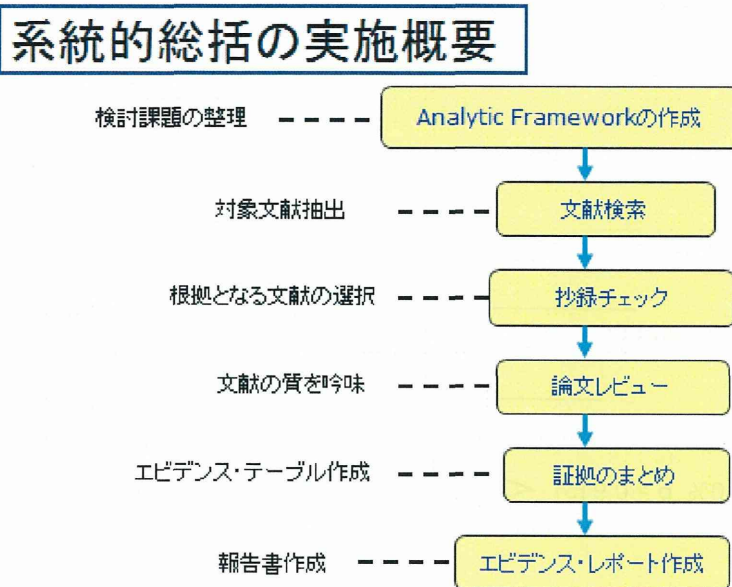 系統的総括の実施概要
検討課題の整理 Analytic Frameworkの作成
対象文献抽出 文献検索
根拠となる文献の選択 抄録チェック
文献の質を吟味 論文レビュー
エビデンス・テーブル作成 証拠のまとめ
報告書作成 エビデンス・レポート作成